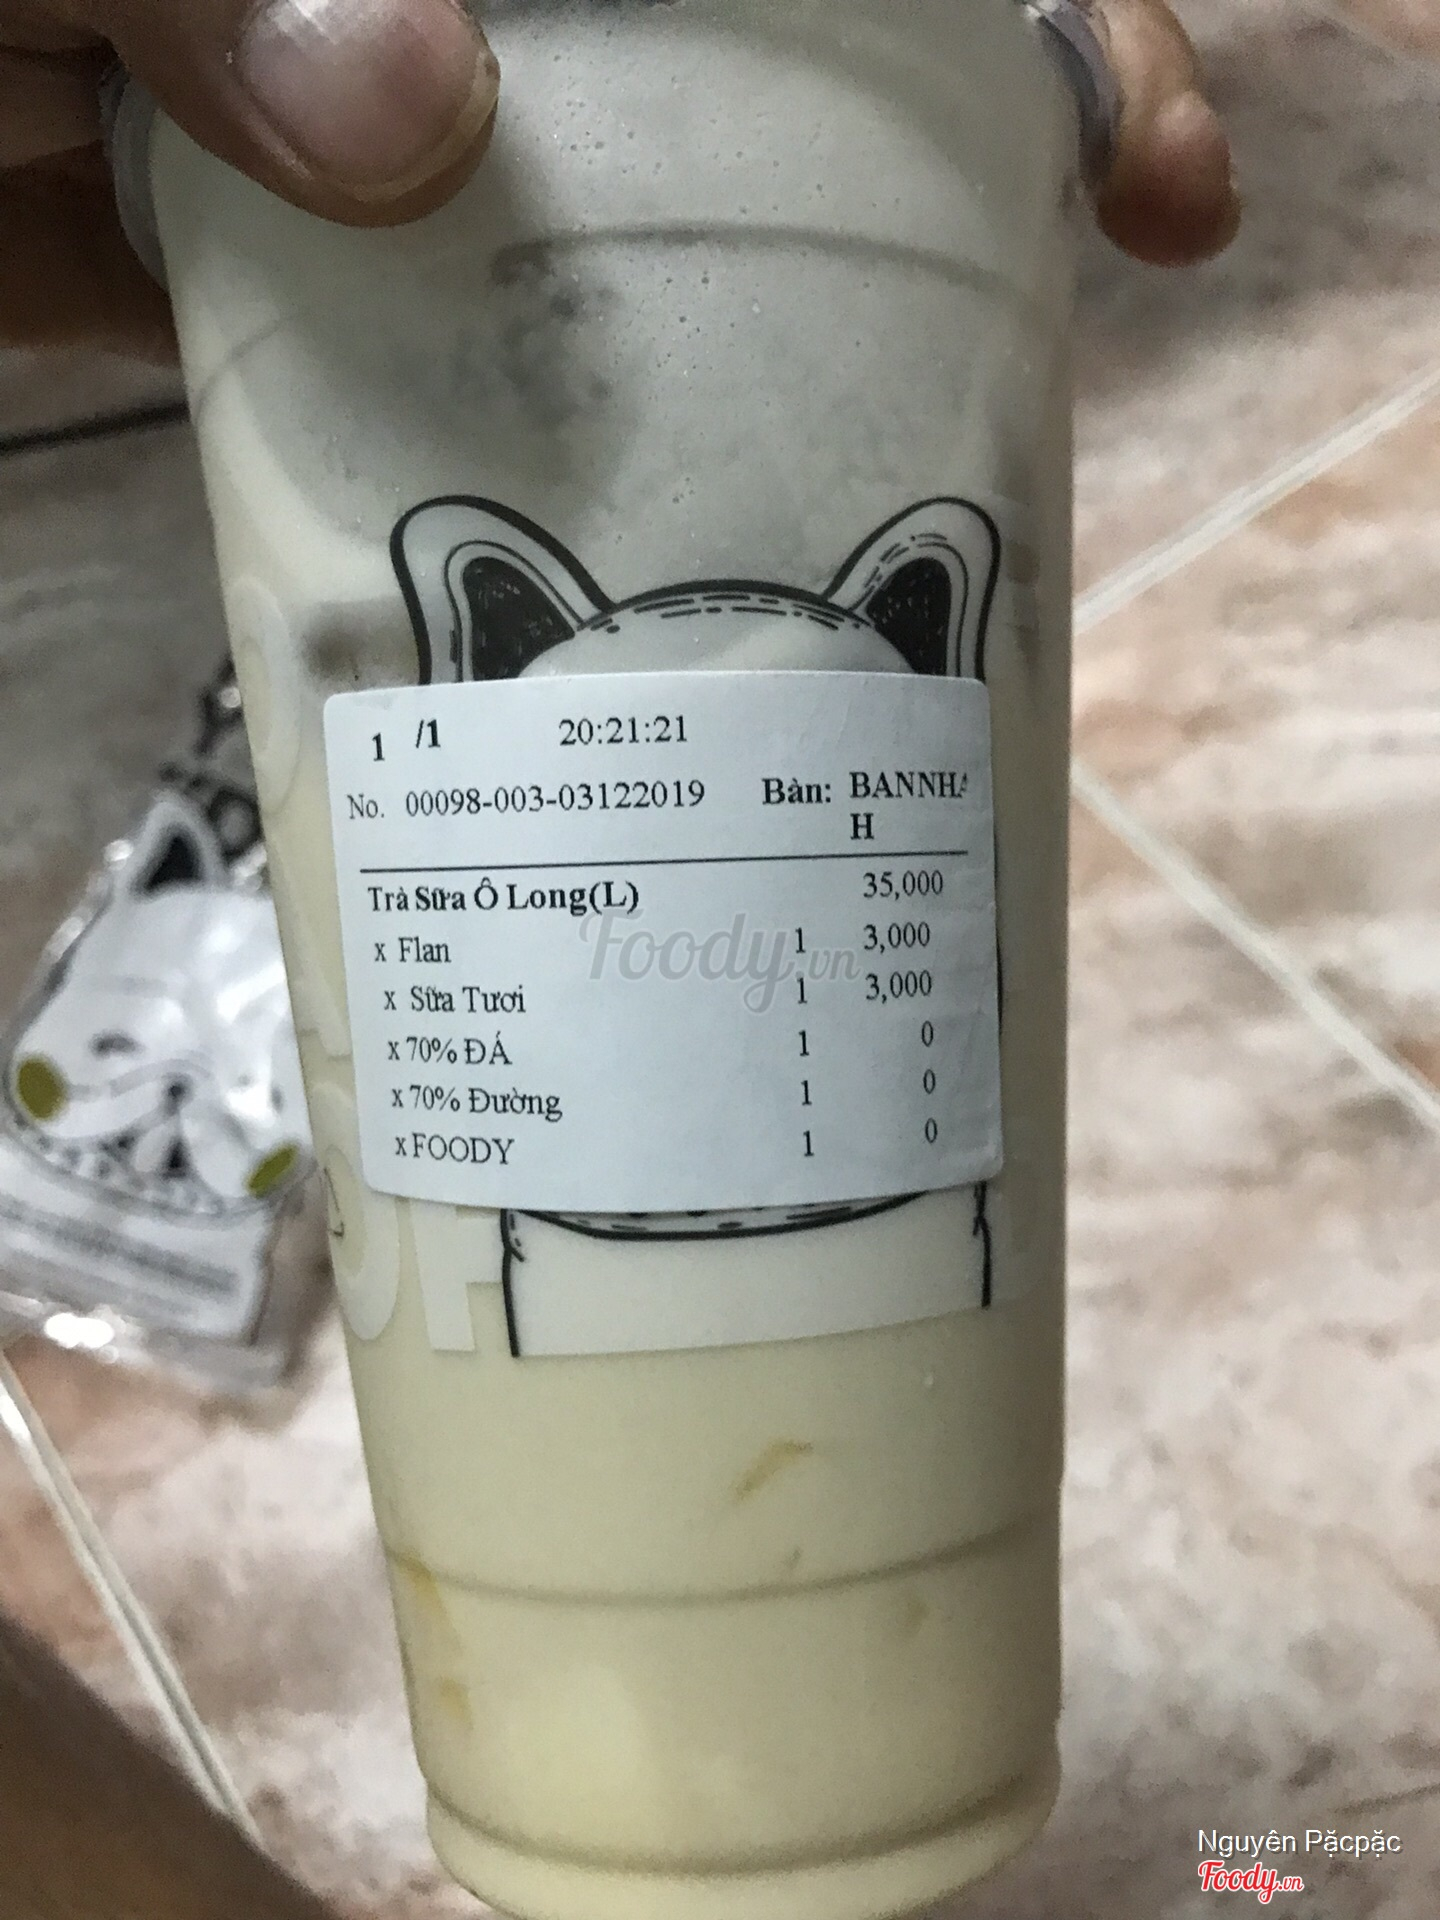 1 /1 20:21:21
No. 00098-003-03122019 Bàn: BANNHA
H
Trà Sữa Ô Long(L) 35,000
x Flan 1 3,000
x Sữa Tươi 1 3,000
x 70% ĐÁ 1 0
x 70% Đường 1 0
x FOODY 1 0
Foody.vn
Nguyên Pặcpặc
Foody.vn